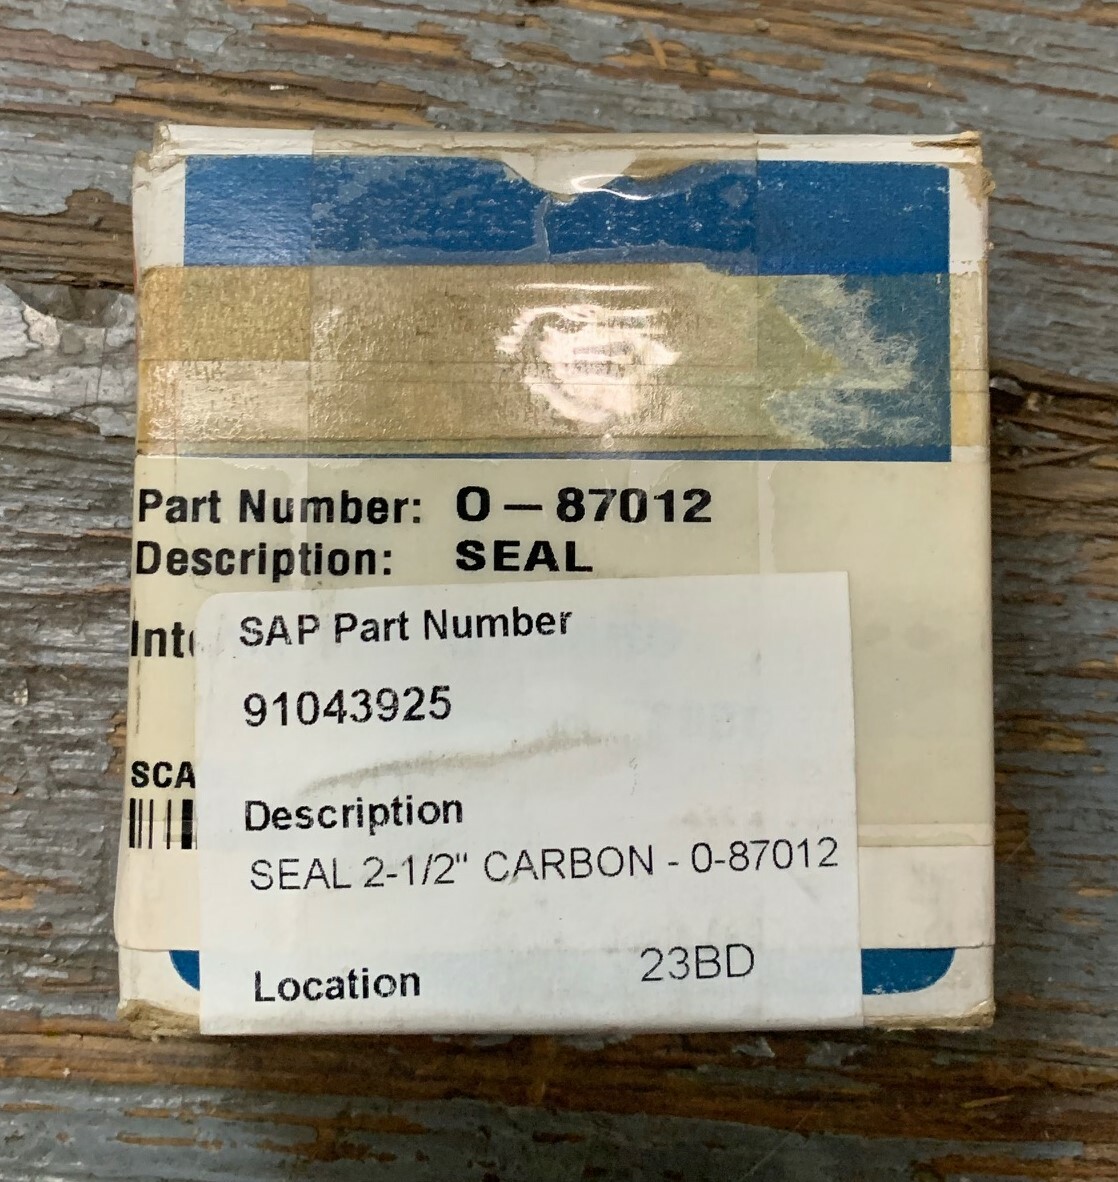 Part Number: O — 87012
Description: SEAL
SAP Part Number
91043925
SCA
Description
SEAL 2-1/2" CARBON - 0-87012
Location 23BD